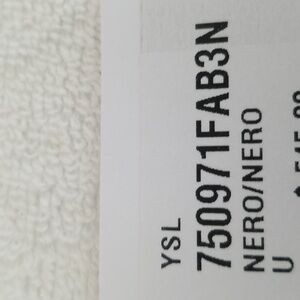 YSL
750971FAB3N
NERO/NERO
U